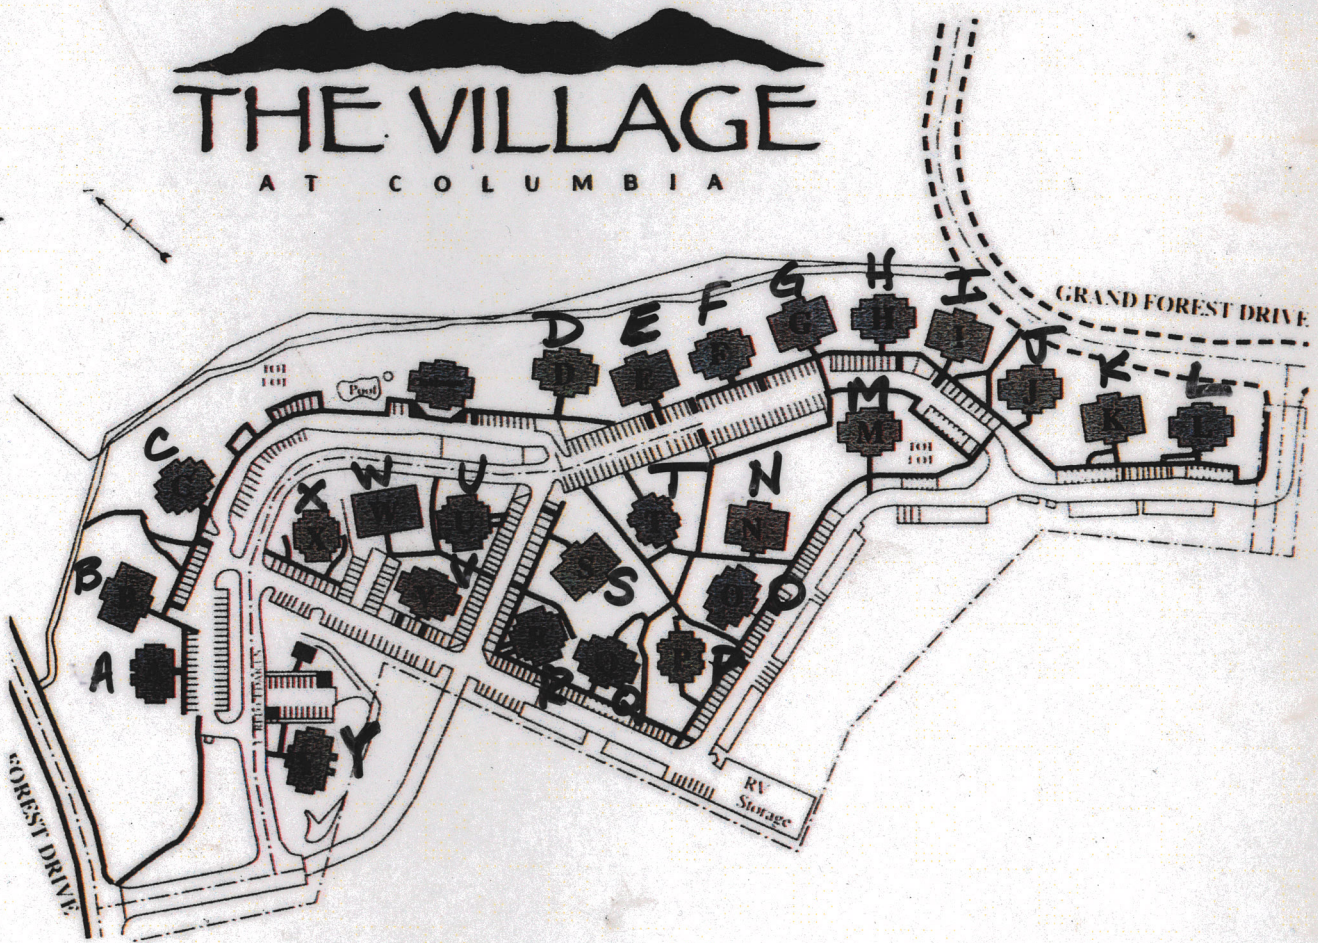 THE VILLAGE
AT COLUMBIA
GRAND FOREST DRIVE
D
D
E
E
F
F
G
G
H
H
I
I
J
J
K
K
L
L
M
M
Pool
C
C
X
X
W
W
U
U
V
V
T
T
N
N
S
S
O
O
B
B
A
R
R
Q
Q
P
P
Y
RV
Storage
FOREST DRIVE